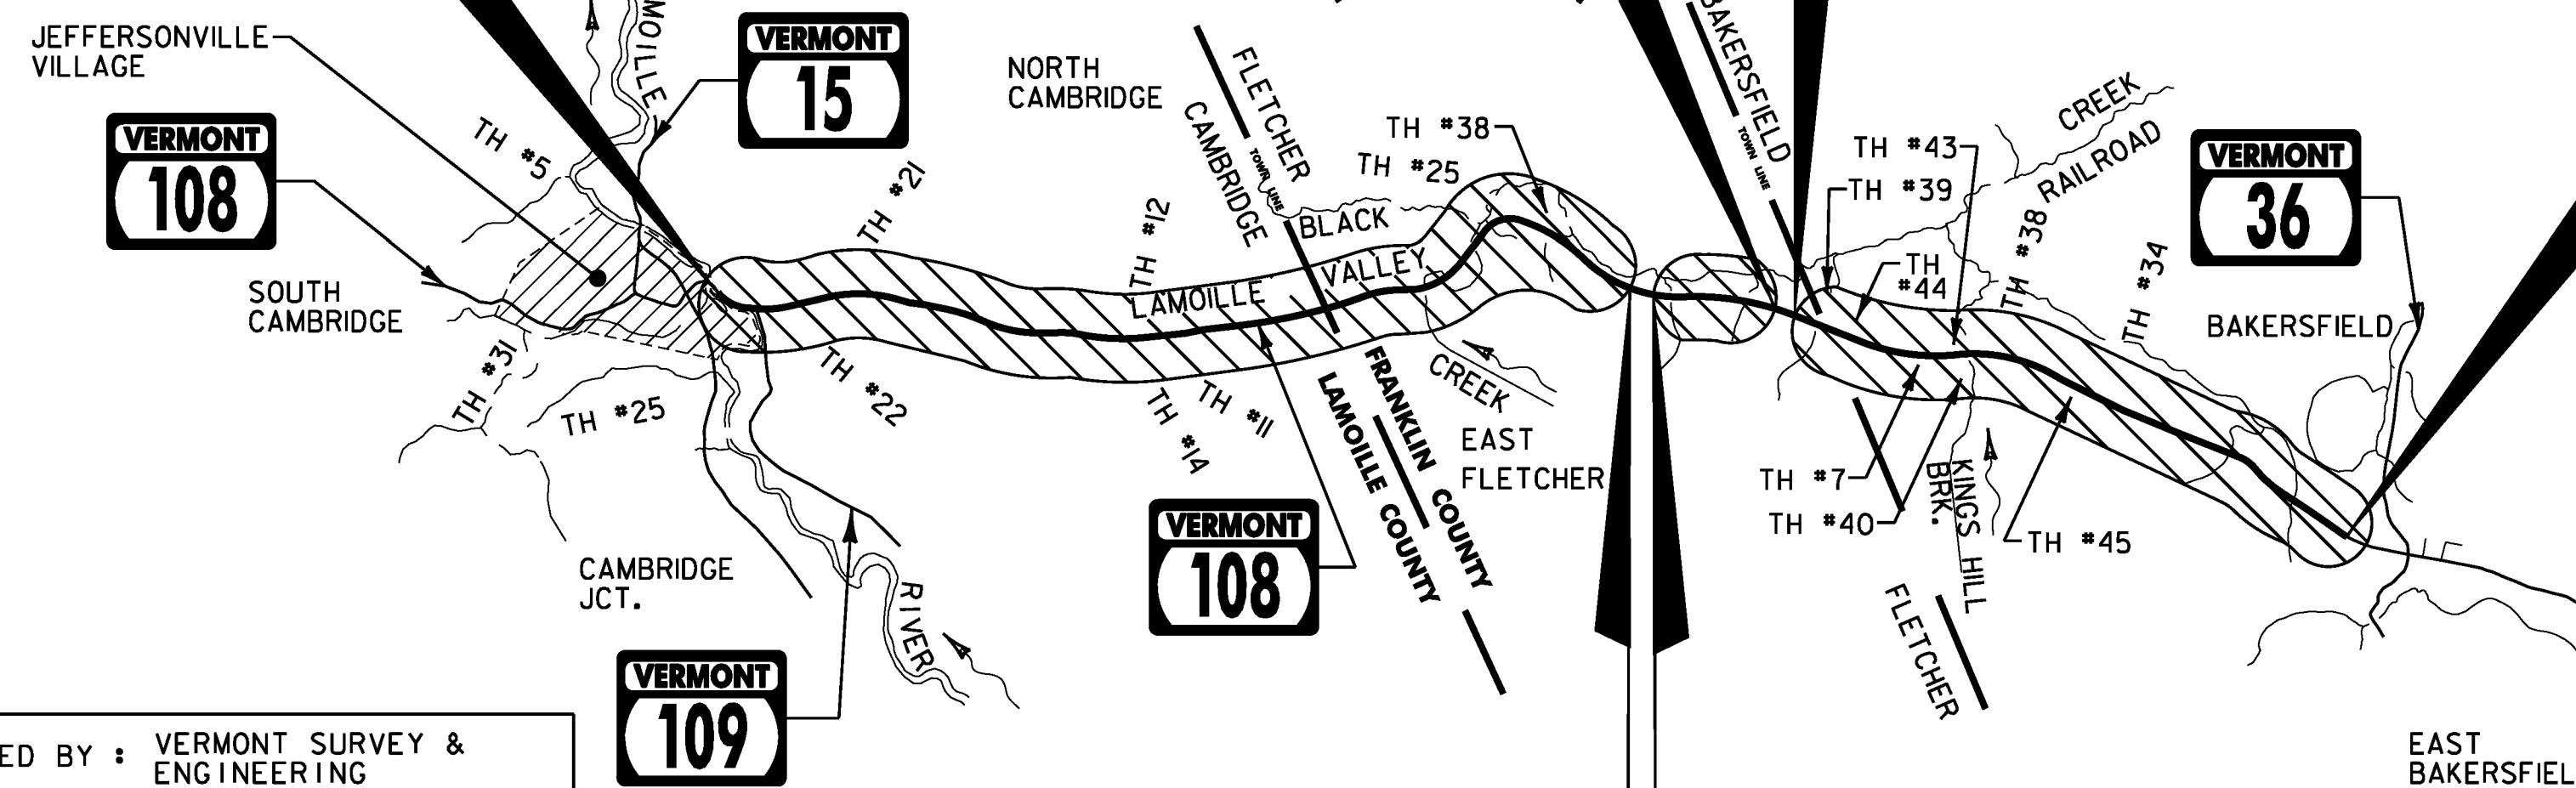 JEFFERSONVILLE
VILLAGE
VERMONT
108
MOILLE
VERMONT
15
TH #5
SOUTH
CAMBRIDGE
TH #31
TH #25
CAMBRIDGE
JCT.
TH #21
TH #22
VERMONT
109
RIVER
NORTH
CAMBRIDGE
TH #12
FLETCHER
TOWN LINE
CAMBRIDGE
TH #38
TH #25
BLACK
LAMOILLE VALLEY
TH #14
TH #11
CREEK
FRANKLIN COUNTY
LAMOILLE COUNTY
EAST
FLETCHER
VERMONT
108
BAKERSFIELD
TOWN LINE
TH #43
TH #39
TH
#44
CREEK
RAILROAD
TH #38
TH #34
VERMONT
36
BAKERSFIELD
TH #7
TH #40
KINGS HILL
BRK.
TH #45
FLETCHER
ED BY : VERMONT SURVEY &
ENGINEERING
EAST
BAKERSFIEL